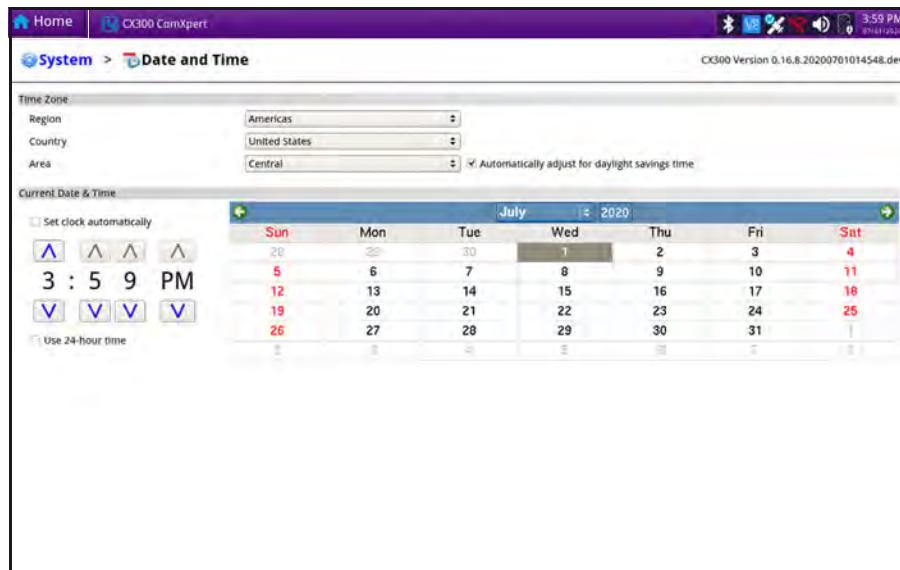 Home CX300 ComXpert 3:59 PM
07/01/2020
System > Date and Time CX300 Version 0.16.8.20200701014548.dev
Time Zone
Region Americas
Country United States
Area Central Automatically adjust for daylight savings time
Current Date & Time
Set clock automatically
July 2020
Sun Mon Tue Wed Thu Fri Sat
28 29 30 1 2 3 4
5 6 7 8 9 10 11
12 13 14 15 16 17 18
19 20 21 22 23 24 25
26 27 28 29 30 31 1
3 : 5 9 PM
Use 24-hour time